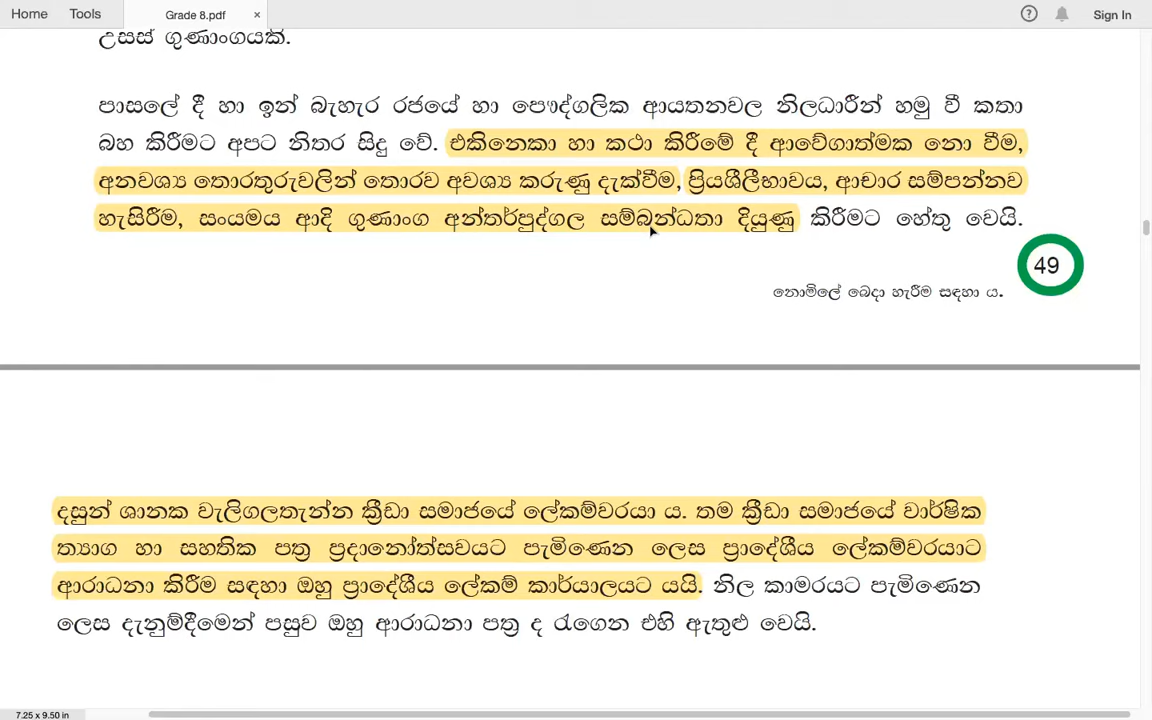 Home Tools Grade 8.pdf × ? Sign In
උසස් ගුණාංගයකි.
පාසලේ දී හා ඉන් බැහැර රජයේ හා පෞද්ගලික ආයතනවල නිලධාරීන් හමු වී කතා
බහ කිරීමට අපට නිතර සිදු වේ. එකිනෙකා හා කථා කිරීමේ දී ආවේගාත්මක නො වීම,
අනවශ්‍ය තොරතුරුවලින් තොරව අවශ්‍ය කරුණු දැක්වීම, ප්‍රියශීලීභාවය, ආචාර සම්පන්නව
හැසිරීම, සංයමය ආදි ගුණාංග අන්තර්පුද්ගල සම්බන්ධතා දියුණු කිරීමට හේතු වෙයි.
49
නොමිලේ බෙදා හැරීම සඳහා ය.
දසුන් ශානක වැලිගලතැන්න ක්‍රීඩා සමාජයේ ලේකම්වරයා ය. තම ක්‍රීඩා සමාජයේ වාර්ෂික
ත්‍යාග හා සහතික පත්‍ර ප්‍රදානෝත්සවයට පැමිණෙන ලෙස ප්‍රාදේශීය ලේකම්වරයාට
ආරාධනා කිරීම සඳහා ඔහු ප්‍රාදේශීය ලේකම් කාර්යාලයට යයි. නිල කාමරයට පැමිණෙන
ලෙස දැනුම්දීමෙන් පසුව ඔහු ආරාධනා පත්‍ර ද රැගෙන එහි ඇතුළු වෙයි.
7.25 x 9.50 in